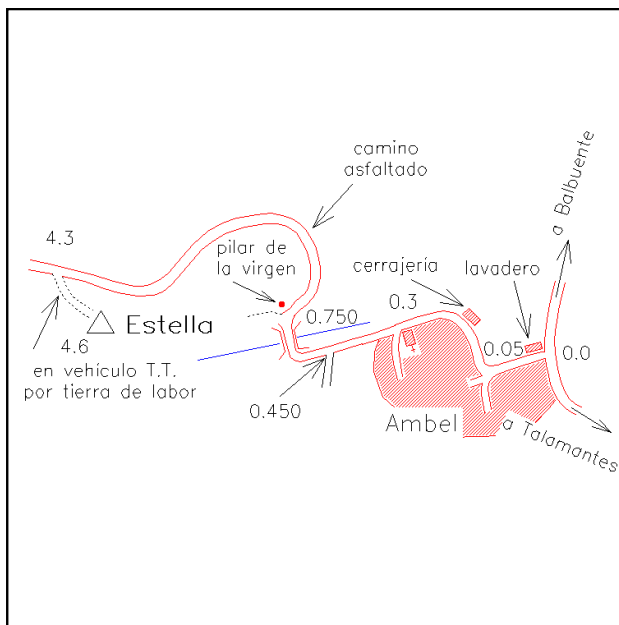 a Balbuente
camino
asfaltado
4.3
pilar de
la virgen
cerrajería
lavadero
0.3
0.750
Estella
4.6
0.05
0.0
en vehículo T.T.
por tierra de labor
0.450
Ambel
a Talamantes